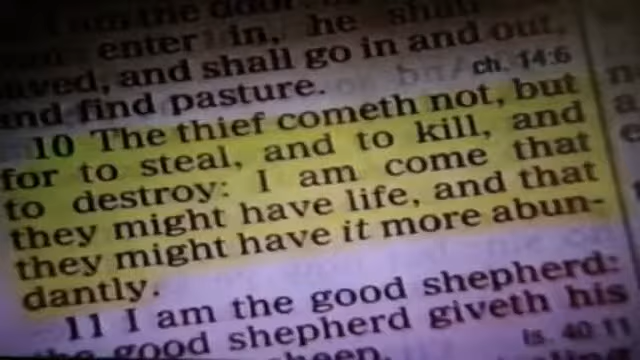 I am the door
enter in, he shall
and shall go in and out,
and find pasture. ch. 14:6
10 The thief cometh not, but
for to steal, and to kill, and
to destroy: I am come that
they might have life, and that
they might have it more abun-
dantly.
11 I am the good shepherd:
good shepherd giveth his
Is. 40:11